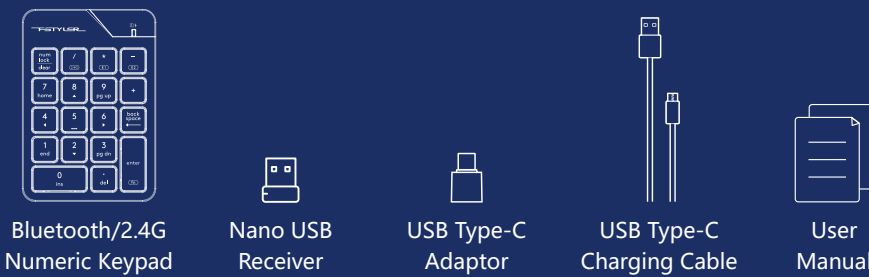 FSTYLER
num lock clear
/
*
-
7 home
8
9 pg up
+
4
5
6
back space
1 end
2
3 pg dn
enter
0 ins
. del
Bluetooth/2.4G
Numeric Keypad
Nano USB
Receiver
USB Type-C
Adaptor
USB Type-C
Charging Cable
User
Manual